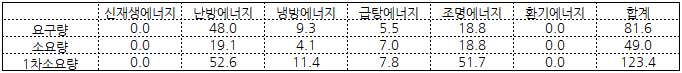 신재생에너지 난방에너지 냉방에너지 급탕에너지 조명에너지 환기에너지 합계
요구량 0.0 48.0 9.3 5.5 18.8 0.0 81.6
소요량 0.0 19.1 4.1 7.0 18.8 0.0 49.0
1차소요량 0.0 52.6 11.4 7.8 51.7 0.0 123.4